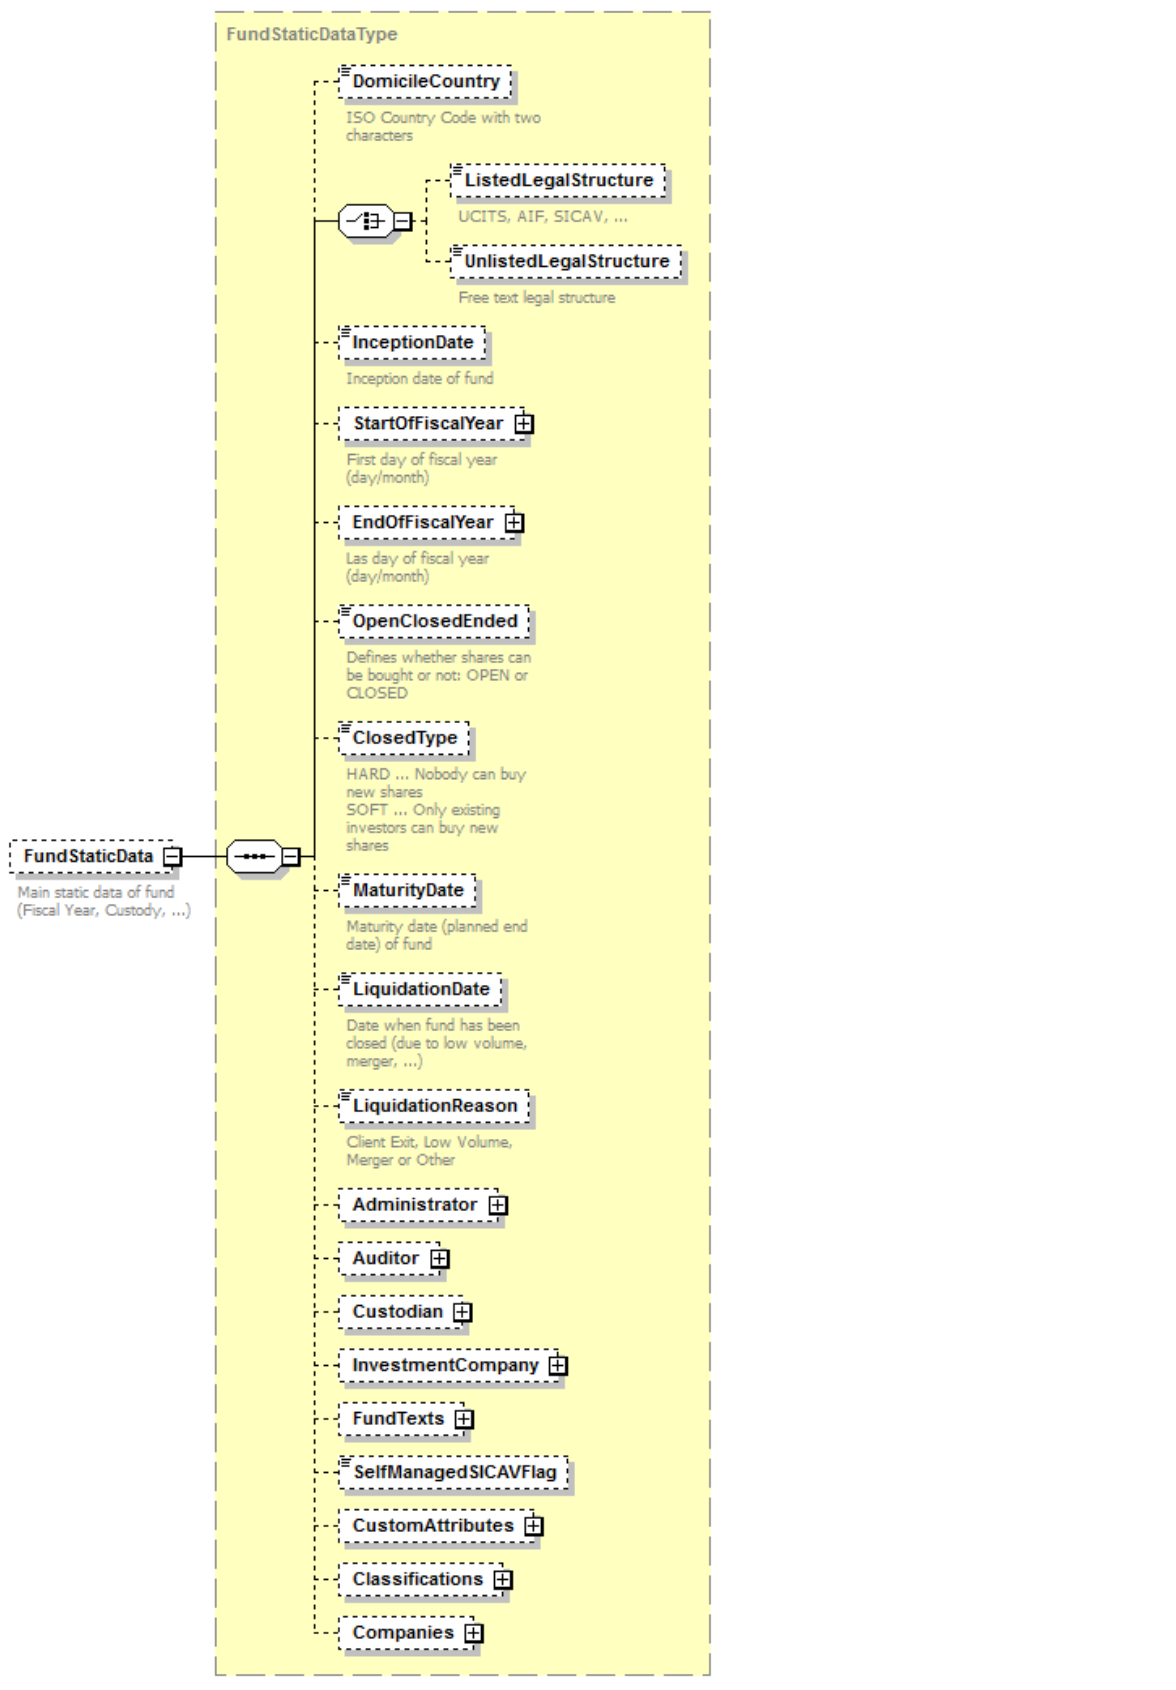 FundStaticDataType
DomicileCountry
ISO Country Code with two
characters
ListedLegalStructure
UCITS, AIF, SICAV, ...
UnlistedLegalStructure
Free text legal structure
InceptionDate
Inception date of fund
StartOfFiscalYear
First day of fiscal year
(day/month)
EndOfFiscalYear
Las day of fiscal year
(day/month)
OpenClosedEnded
Defines whether shares can
be bought or not: OPEN or
CLOSED
ClosedType
HARD ... Nobody can buy
new shares
SOFT ... Only existing
investors can buy new
shares
FundStaticData
Main static data of fund
(Fiscal Year, Custody, ...)
MaturityDate
Maturity date (planned end
date) of fund
LiquidationDate
Date when fund has been
closed (due to low volume,
merger, ...)
LiquidationReason
Client Exit, Low Volume,
Merger or Other
Administrator
Auditor
Custodian
InvestmentCompany
FundTexts
SelfManagedSICAVFlag
CustomAttributes
Classifications
Companies